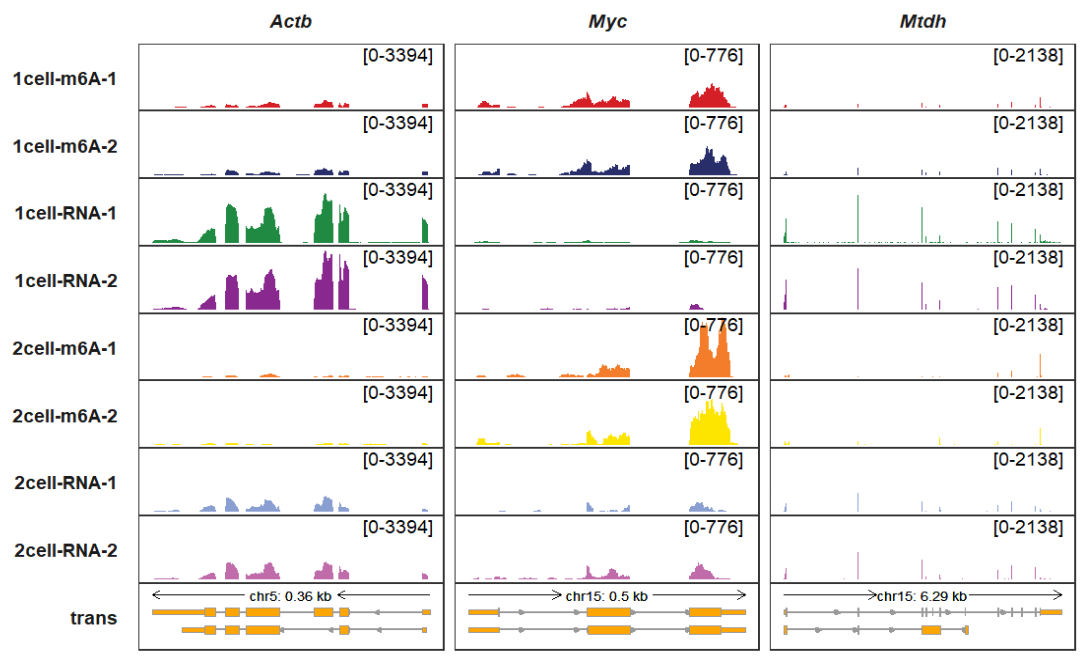 Actb Myc Mtdh
1cell-m6A-1 [0-3394] [0-776] [0-2138]
1cell-m6A-2 [0-3394] [0-776] [0-2138]
1cell-RNA-1 [0-3394] [0-776] [0-2138]
1cell-RNA-2 [0-3394] [0-776] [0-2138]
2cell-m6A-1 [0-3394] [0-776] [0-2138]
2cell-m6A-2 [0-3394] [0-776] [0-2138]
2cell-RNA-1 [0-3394] [0-776] [0-2138]
2cell-RNA-2 [0-3394] [0-776] [0-2138]
trans chr5: 0.36 kb chr15: 0.5 kb chr15: 6.29 kb